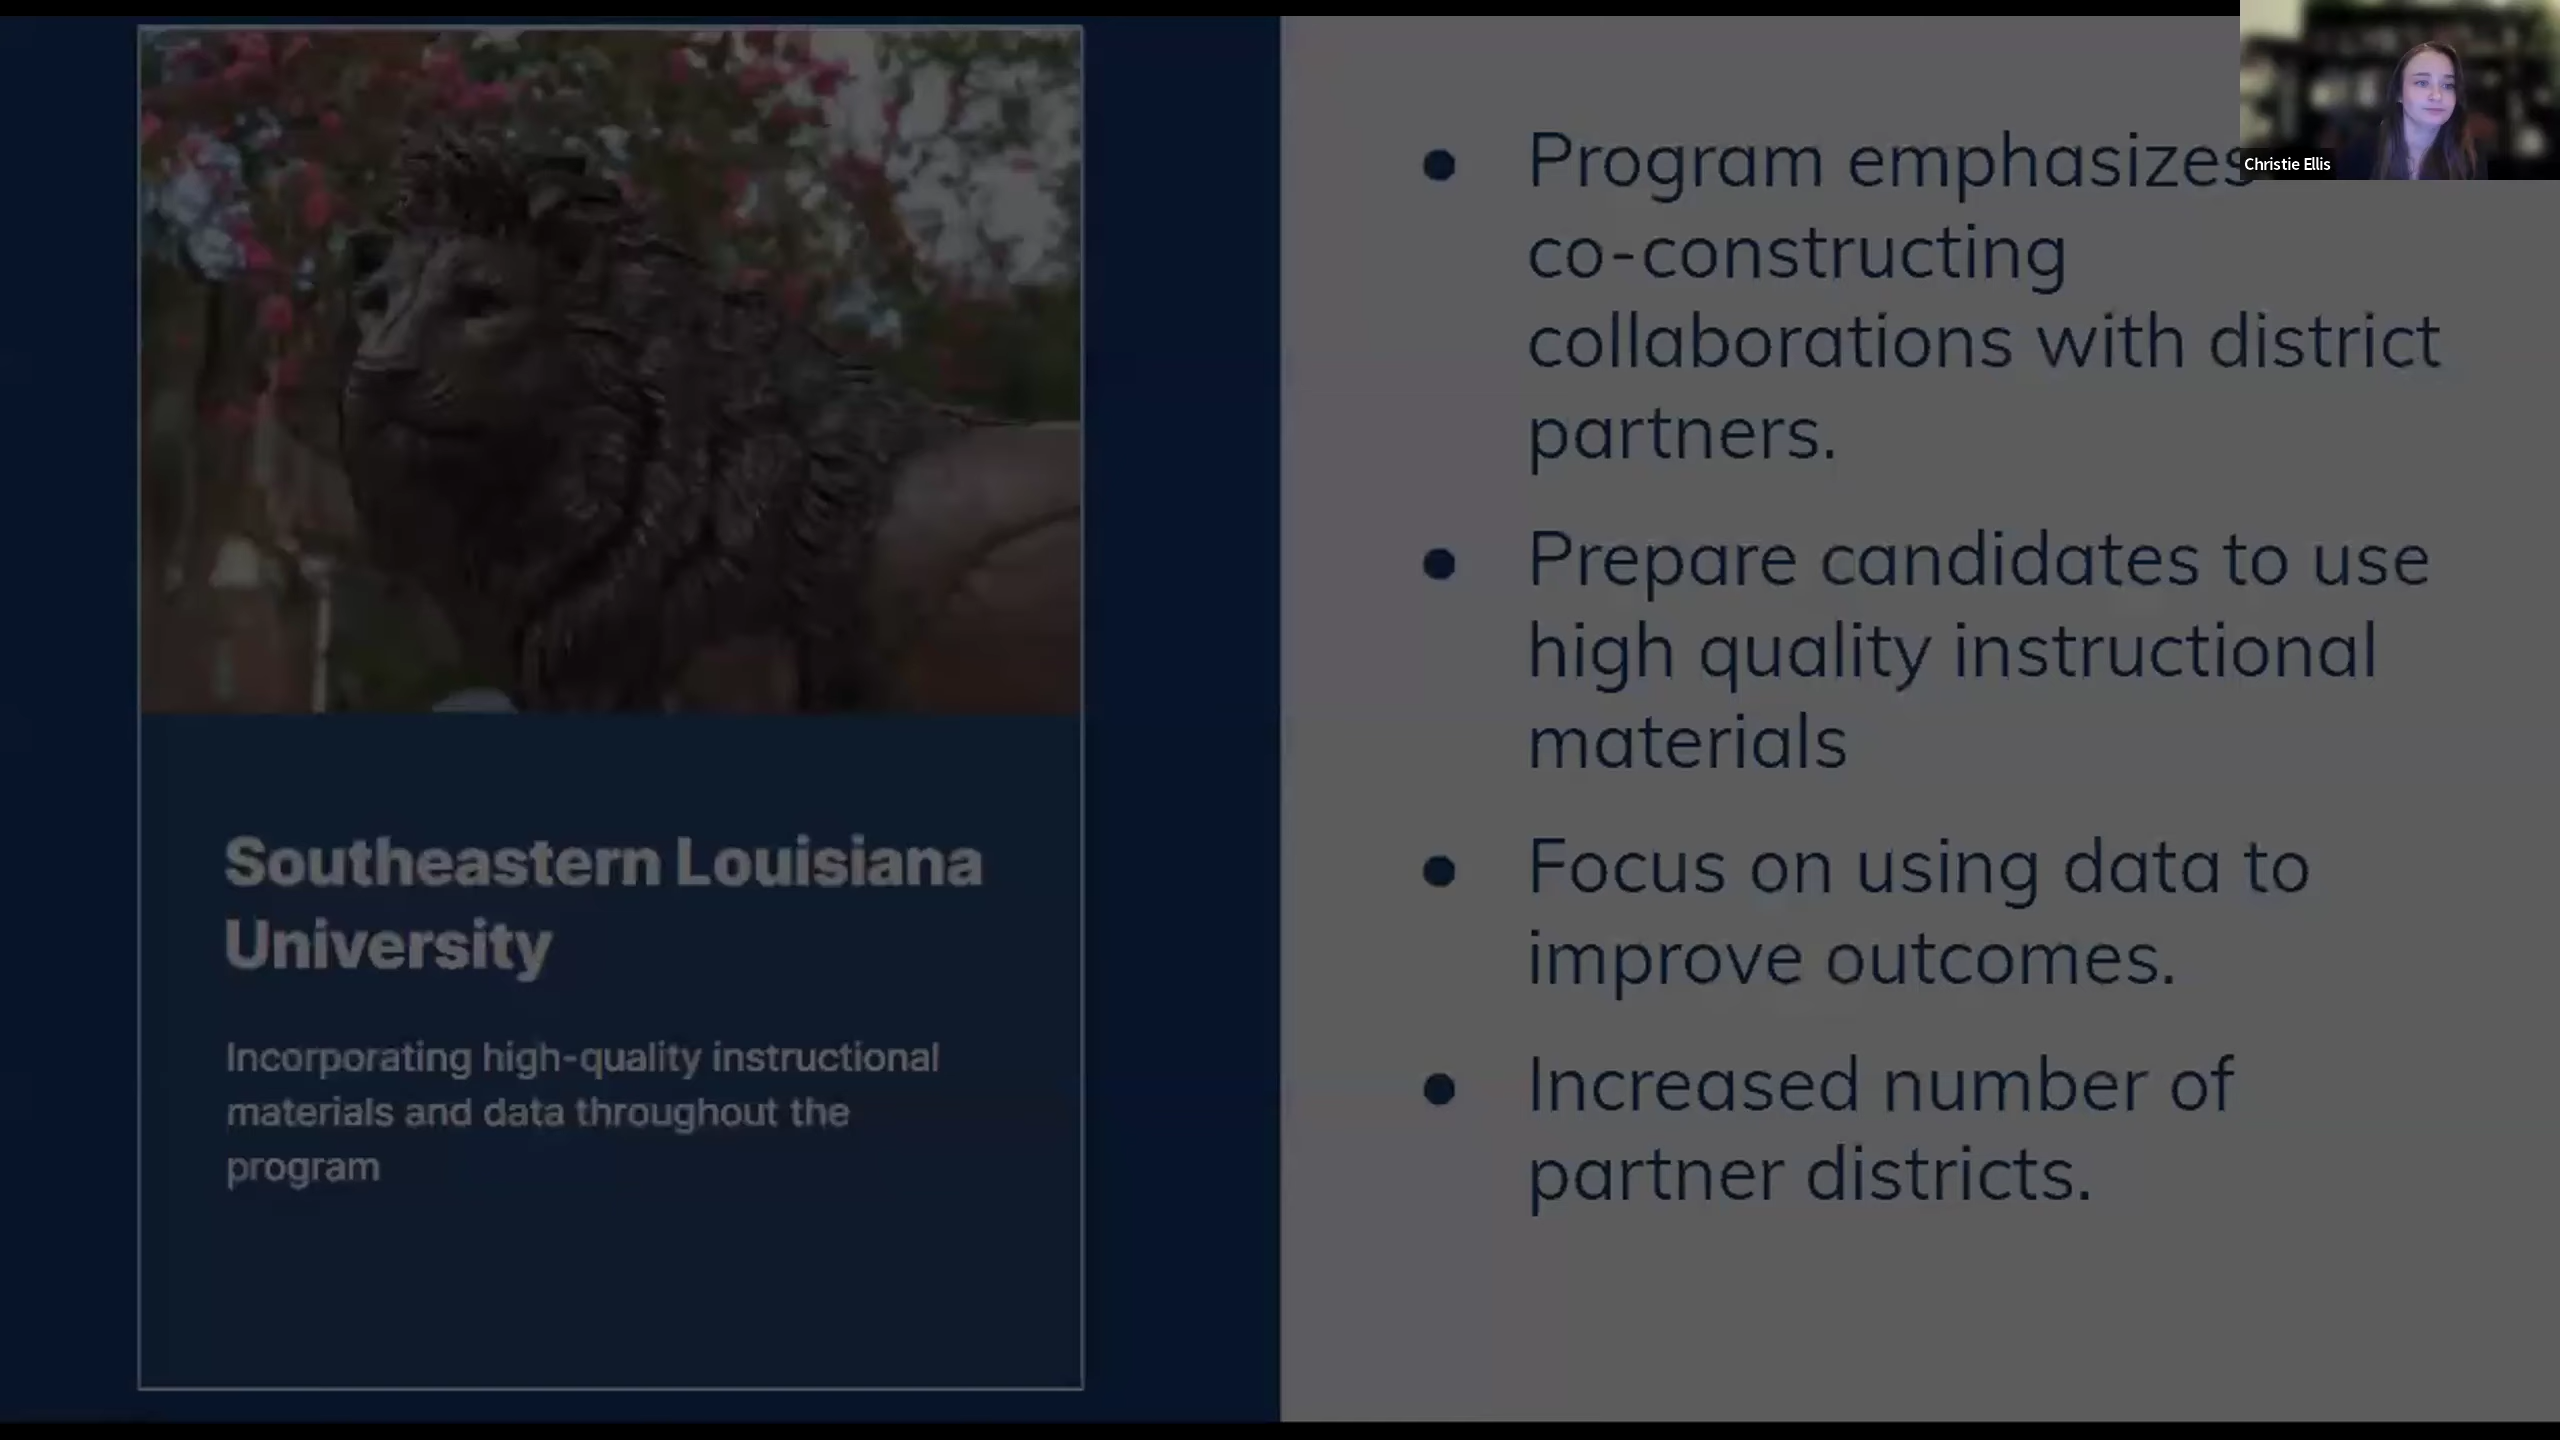 Southeastern Louisiana
University
Incorporating high-quality instructional
materials and data throughout the
program
Program emphasizes
co-constructing
collaborations with district
partners.
Prepare candidates to use
high quality instructional
materials
Focus on using data to
improve outcomes.
Increased number of
partner districts.
Christie Ellis